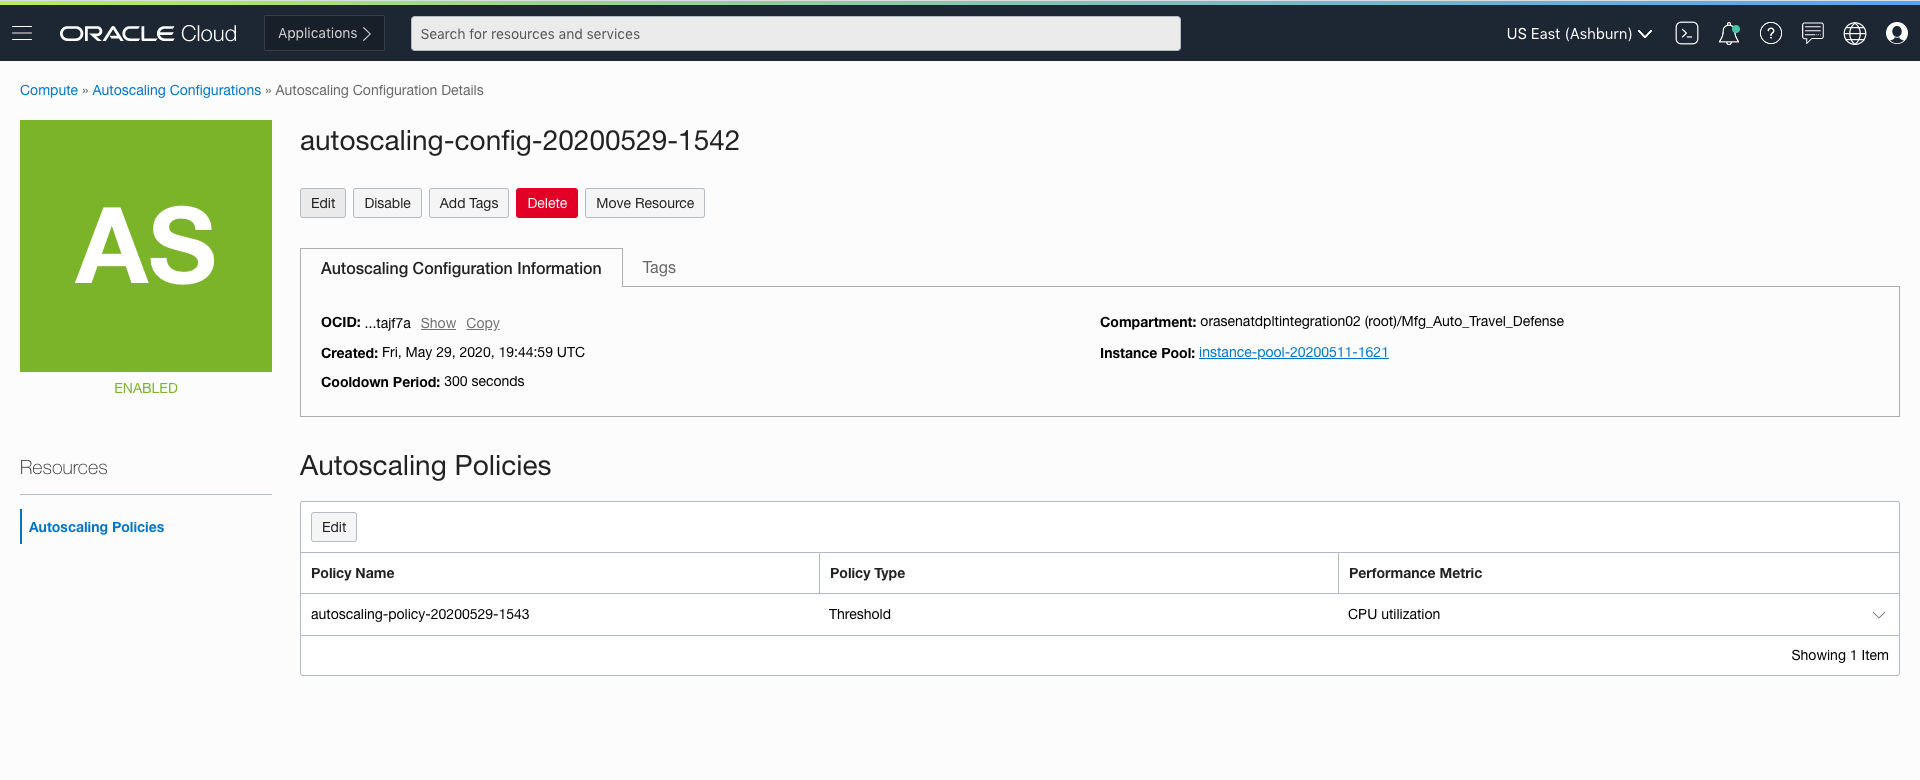 ORACLE Cloud
Applications
Search for resources and services
US East (Ashburn)
Compute » Autoscaling Configurations » Autoscaling Configuration Details
AS
ENABLED
autoscaling-config-20200529-1542
Edit Disable Add Tags Delete Move Resource
Autoscaling Configuration Information Tags
OCID: ...tajf7a Show Copy
Created: Fri, May 29, 2020, 19:44:59 UTC
Cooldown Period: 300 seconds
Compartment: orasenatdpltintegration02 (root)/Mfg_Auto_Travel_Defense
Instance Pool: instance-pool-20200511-1621
Resources
Autoscaling Policies
Autoscaling Policies
Edit
Policy Name Policy Type Performance Metric
autoscaling-policy-20200529-1543 Threshold CPU utilization
Showing 1 Item